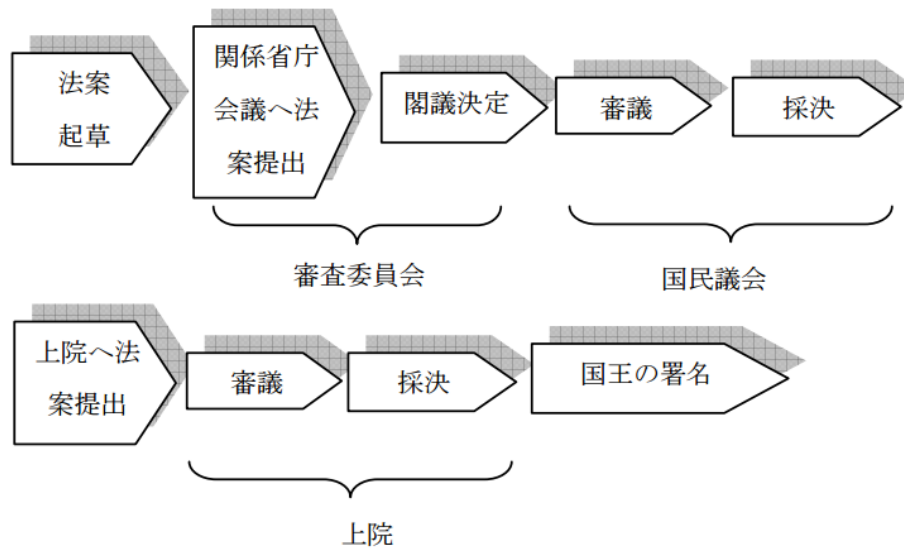 法案
起草
関係省庁
会議へ法
案提出
閣議決定
審議
採決
審査委員会
国民議会
上院へ法
案提出
審議
採決
国王の署名
上院